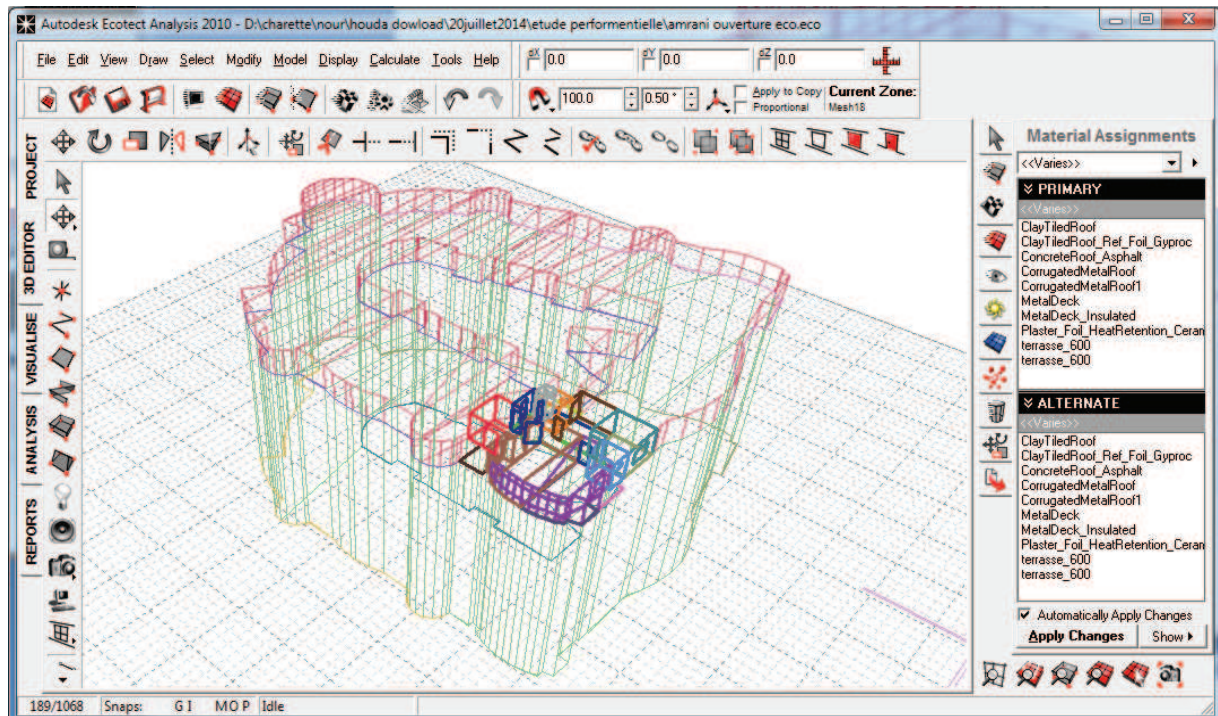 Autodesk Ecotect Analysis 2010 - D:\charette\nour\houda dowload\20juillet2014\etude performentielle\amrani ouverture eco.eco
File Edit View Draw Select Modify Model Display Calculate Tools Help
dX 0.0 dY 0.0 dZ 0.0
100.0 0.50° Apply to Copy Current Zone:
Proportional Mesh18
PROJECT
3D EDITOR
VISUALISE
ANALYSIS
REPORTS
Material Assignments
<<Varies>>
PRIMARY
<<Varies>>
ClayTiledRoof
ClayTiledRoof_Ref_Foil_Gyproc
ConcreteRoof_Asphalt
CorrugatedMetalRoof
CorrugatedMetalRoof1
MetalDeck
MetalDeck_Insulated
Plaster_Foil_HeatRetention_Ceran
terrasse_600
terrasse_600
ALTERNATE
<<Varies>>
ClayTiledRoof
ClayTiledRoof_Ref_Foil_Gyproc
ConcreteRoof_Asphalt
CorrugatedMetalRoof
CorrugatedMetalRoof1
MetalDeck
MetalDeck_Insulated
Plaster_Foil_HeatRetention_Ceran
terrasse_600
terrasse_600
Automatically Apply Changes
Apply Changes Show
189/1068 Snaps: G I M O P Idle